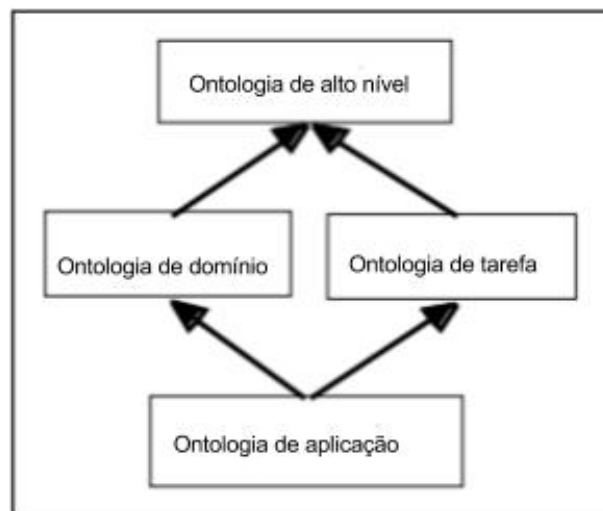 Ontologia de alto nível
Ontologia de domínio
Ontologia de tarefa
Ontologia de aplicação